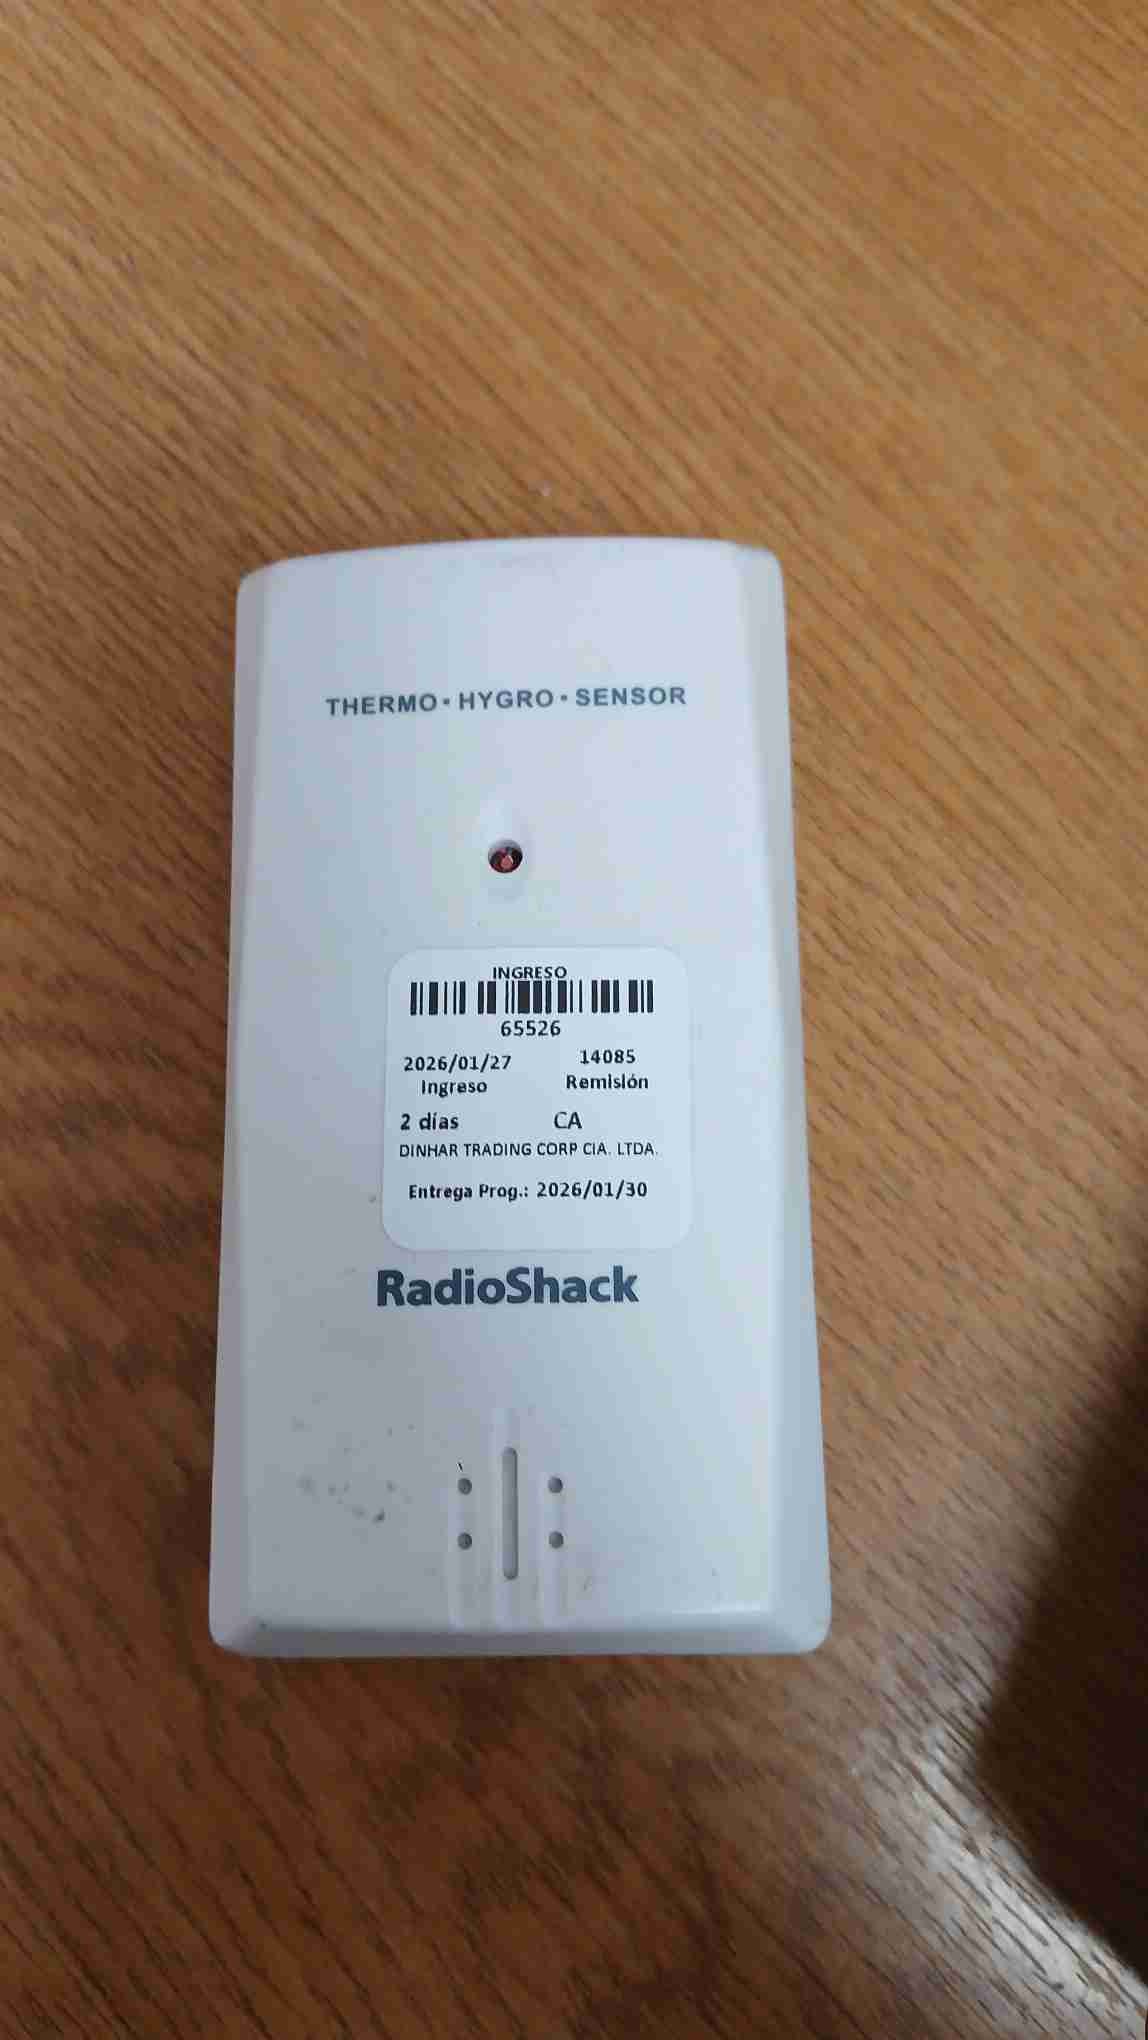 THERMO • HYGRO • SENSOR
INGRESO
65526
2026/01/27 14085
Ingreso Remisión
2 días CA
DINHAR TRADING CORP CIA. LTDA.
Entrega Prog.: 2026/01/30
RadioShack